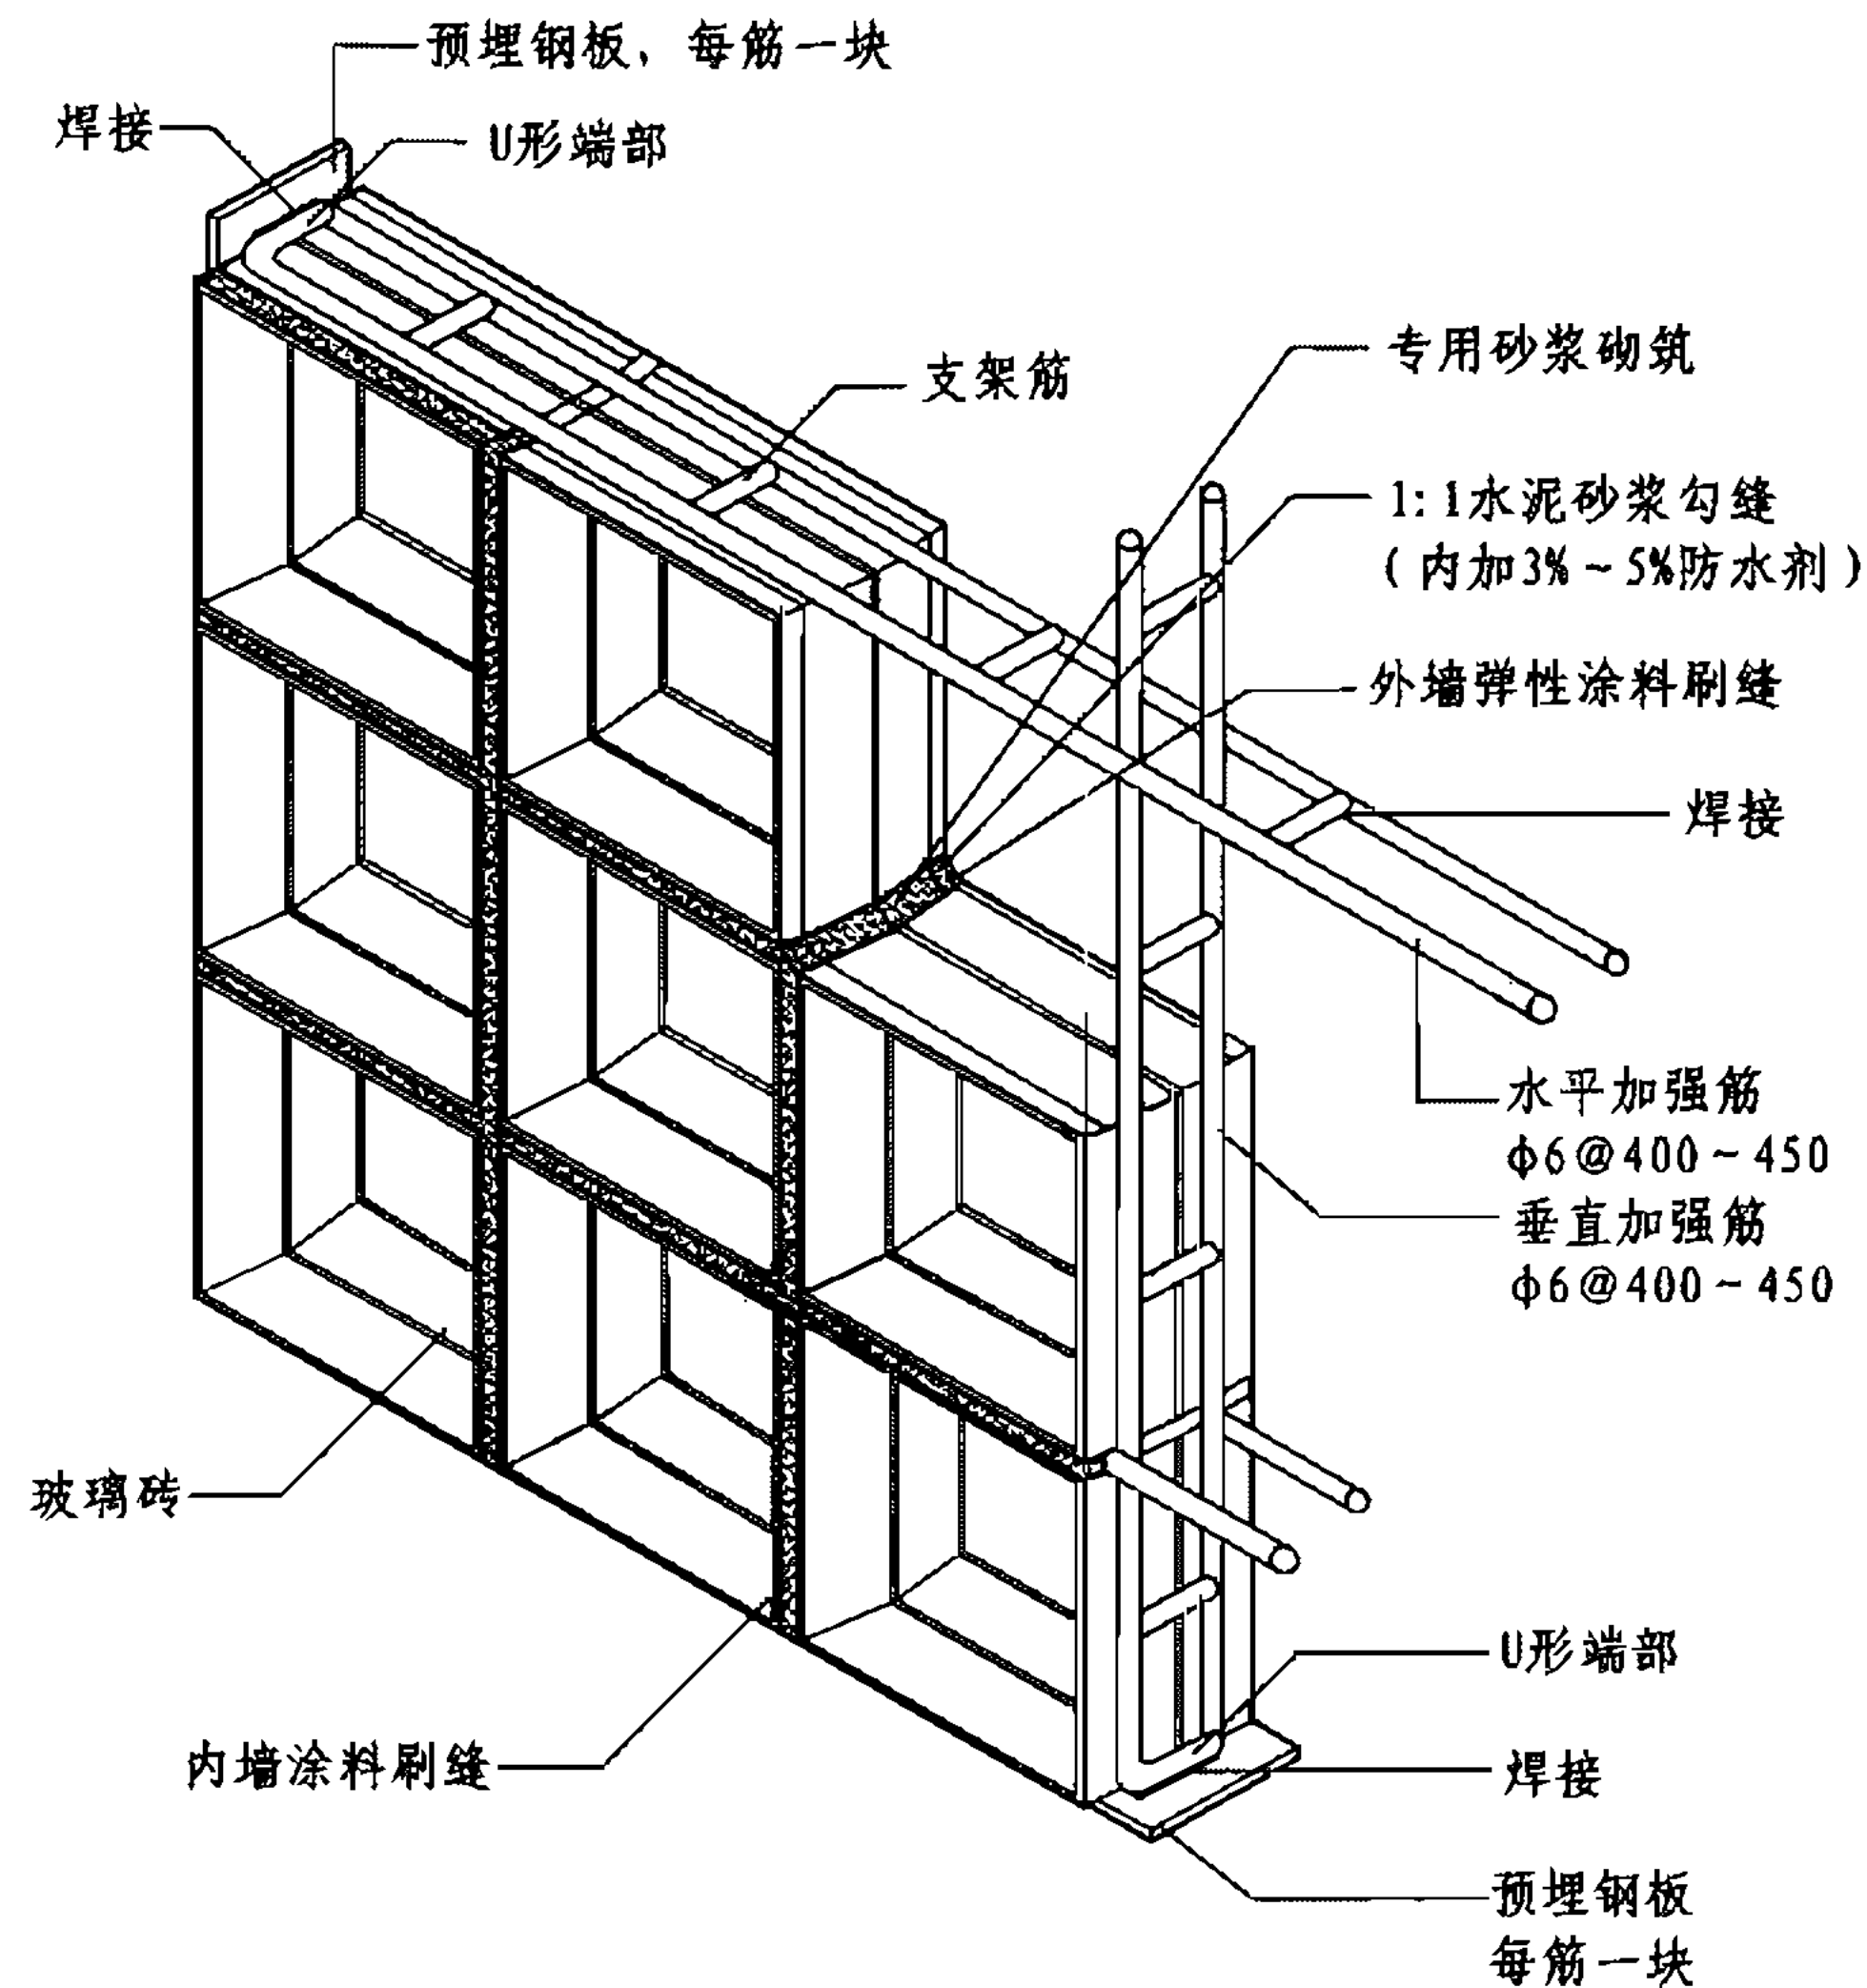 预埋钢板，每筋一块
焊接
U形端部
专用砂浆砌筑
支架筋
1:1水泥砂浆勾缝
（内加3%~5%防水剂）
外墙弹性涂料刷缝
焊接
水平加强筋
ф6@400~450
垂直加强筋
ф6@400~450
玻璃砖
U形端部
内墙涂料刷缝
焊接
预埋钢板
每筋一块